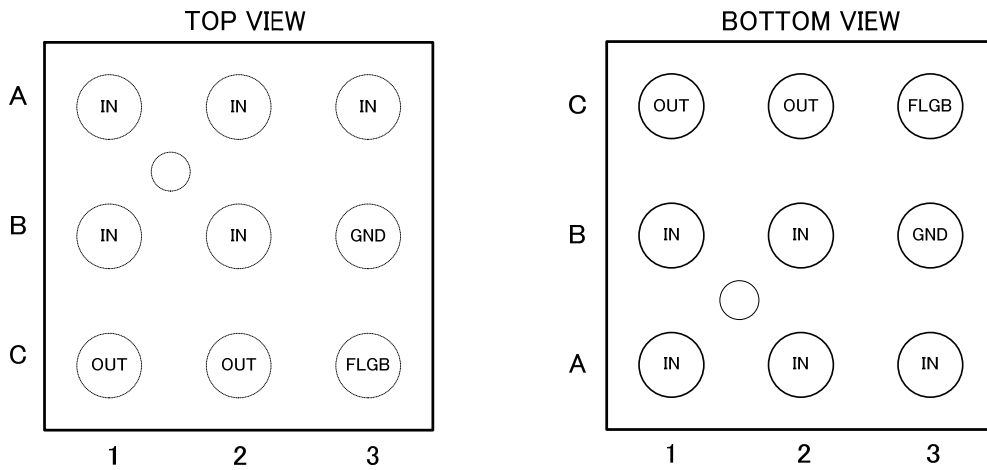 TOP VIEW
A IN IN IN
B IN IN GND
C OUT OUT FLGB
1 2 3
BOTTOM VIEW
C OUT OUT FLGB
B IN IN GND
A IN IN IN
1 2 3